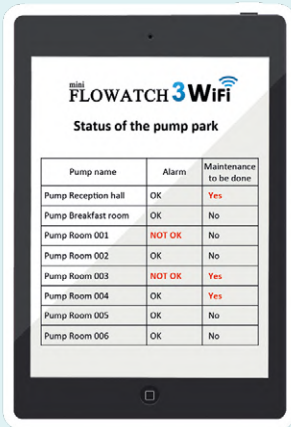 mini
FLOWATCH 3 WiFi
Status of the pump park
Pump name Alarm Maintenance to be done
Pump Reception hall OK Yes
Pump Breakfast room OK No
Pump Room 001 NOT OK No
Pump Room 002 OK No
Pump Room 003 NOT OK Yes
Pump Room 004 OK Yes
Pump Room 005 OK No
Pump Room 006 OK No